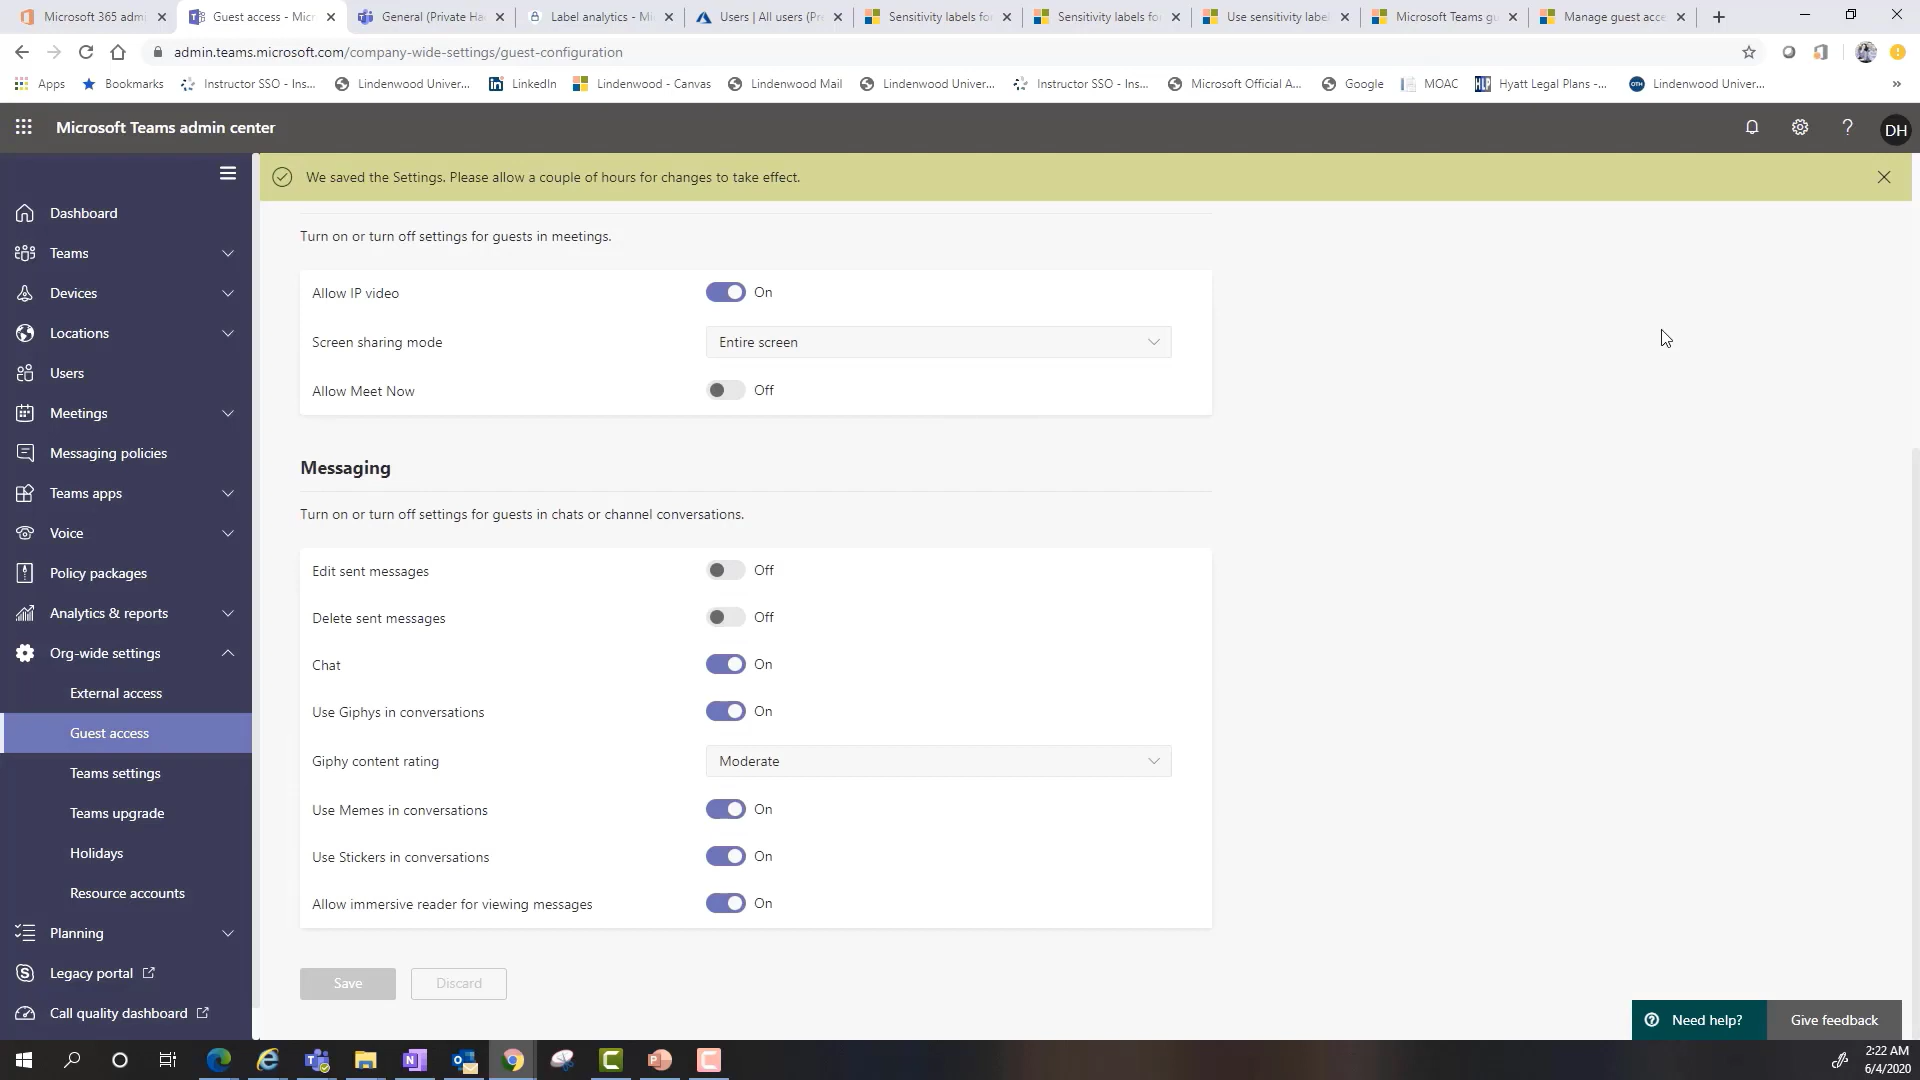 Microsoft 365 adm
Guest access - Micr
General (Private Ha
Label analytics - Mi
Users | All users (Pr
Sensitivity labels fo
Sensitivity labels fo
Use sensitivity label
Microsoft Teams gu
Manage guest acce
admin.teams.microsoft.com/company-wide-settings/guest-configuration
Apps
Bookmarks
Instructor SSO - Ins...
Lindenwood Univer...
LinkedIn
Lindenwood - Canvas
Lindenwood Mail
Lindenwood Univer...
Instructor SSO - Ins...
Microsoft Official A...
Google
MOAC
Hyatt Legal Plans -...
Lindenwood Univer...
Microsoft Teams admin center
DH
We saved the Settings. Please allow a couple of hours for changes to take effect.
Dashboard
Teams
Devices
Locations
Users
Meetings
Messaging policies
Teams apps
Voice
Policy packages
Analytics & reports
Org-wide settings
External access
Guest access
Teams settings
Teams upgrade
Holidays
Resource accounts
Planning
Legacy portal
Call quality dashboard
Turn on or turn off settings for guests in meetings.
Allow IP video On
Screen sharing mode Entire screen
Allow Meet Now Off
Messaging
Turn on or turn off settings for guests in chats or channel conversations.
Edit sent messages Off
Delete sent messages Off
Chat On
Use Giphys in conversations On
Giphy content rating Moderate
Use Memes in conversations On
Use Stickers in conversations On
Allow immersive reader for viewing messages On
Save Discard
Need help? Give feedback
2:22 AM
6/4/2020